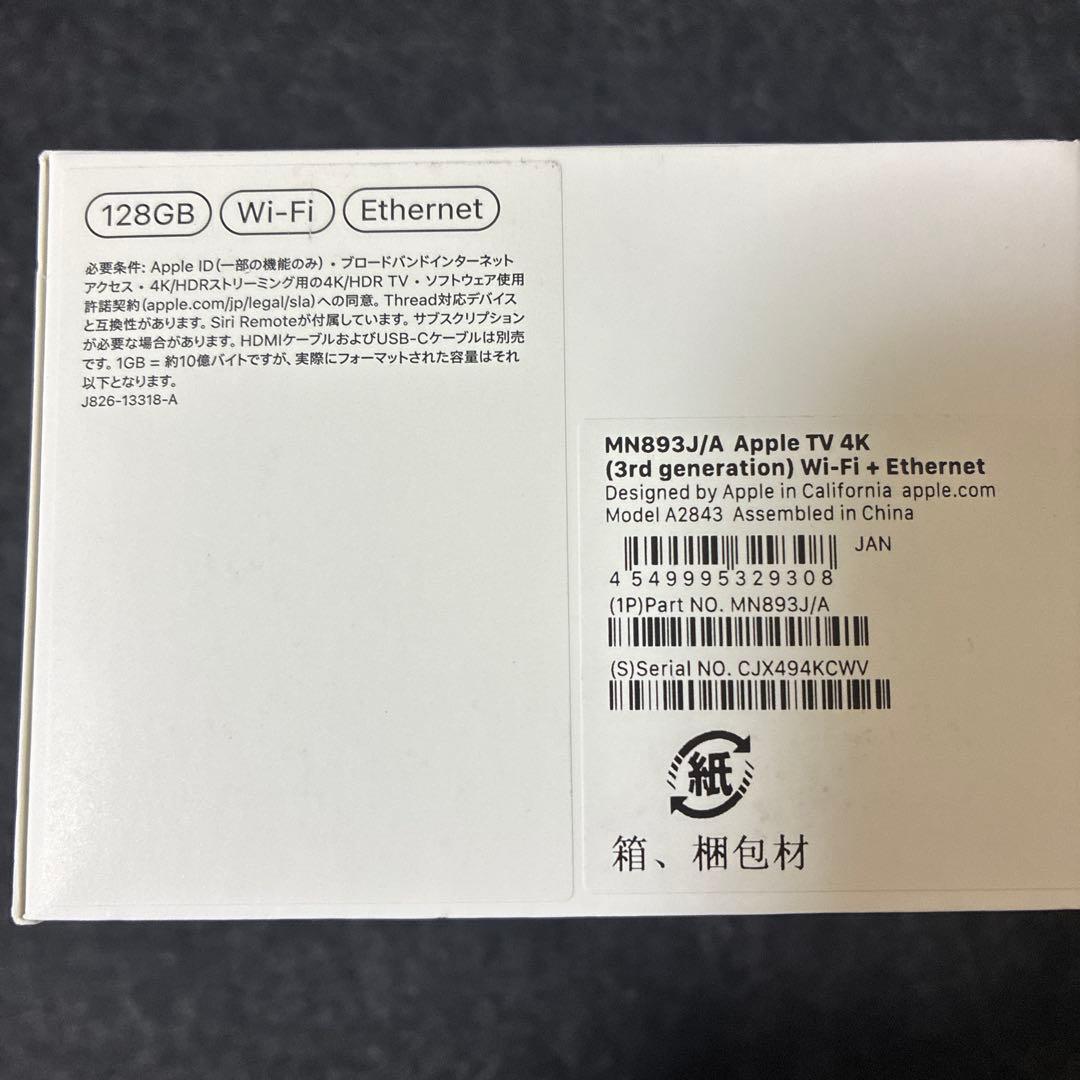 128GB Wi-Fi Ethernet
必要条件: Apple ID(一部の機能のみ)・ブロードバンドインターネット
アクセス・4K/HDRストリーミング用の4K/HDR TV・ソフトウェア使用
許諾契約(apple.com/jp/legal/sla)への同意。Thread対応デバイス
と互換性があります。Siri Remoteが付属しています。サブスクリプション
が必要な場合があります。HDMIケーブルおよびUSB-Cケーブルは別売
です。1GB = 約10億バイトですが、実際にフォーマットされた容量はそれ
以下となります。
J826-13318-A
MN893J/A Apple TV 4K
(3rd generation) Wi-Fi + Ethernet
Designed by Apple in California apple.com
Model A2843 Assembled in China
JAN
4549995329308
(1P)Part NO. MN893J/A
(S)Serial NO. CJX494KCWV
紙
箱、梱包材